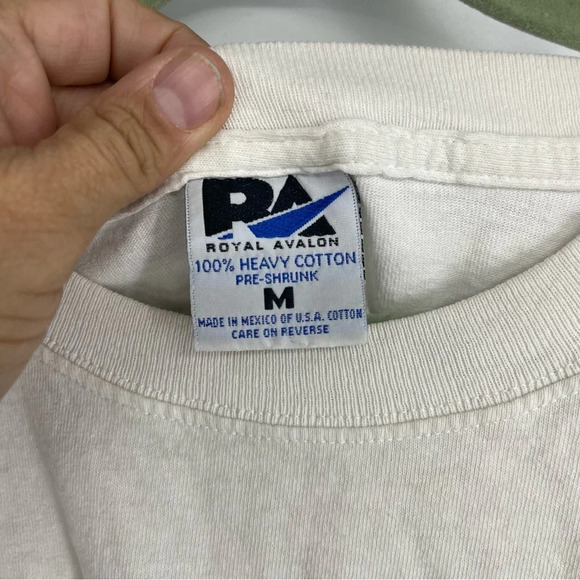 RA
ROYAL AVALON
100% HEAVY COTTON
PRE-SHRUNK
M
MADE IN MEXICO OF U.S.A. COTTON
CARE ON REVERSE